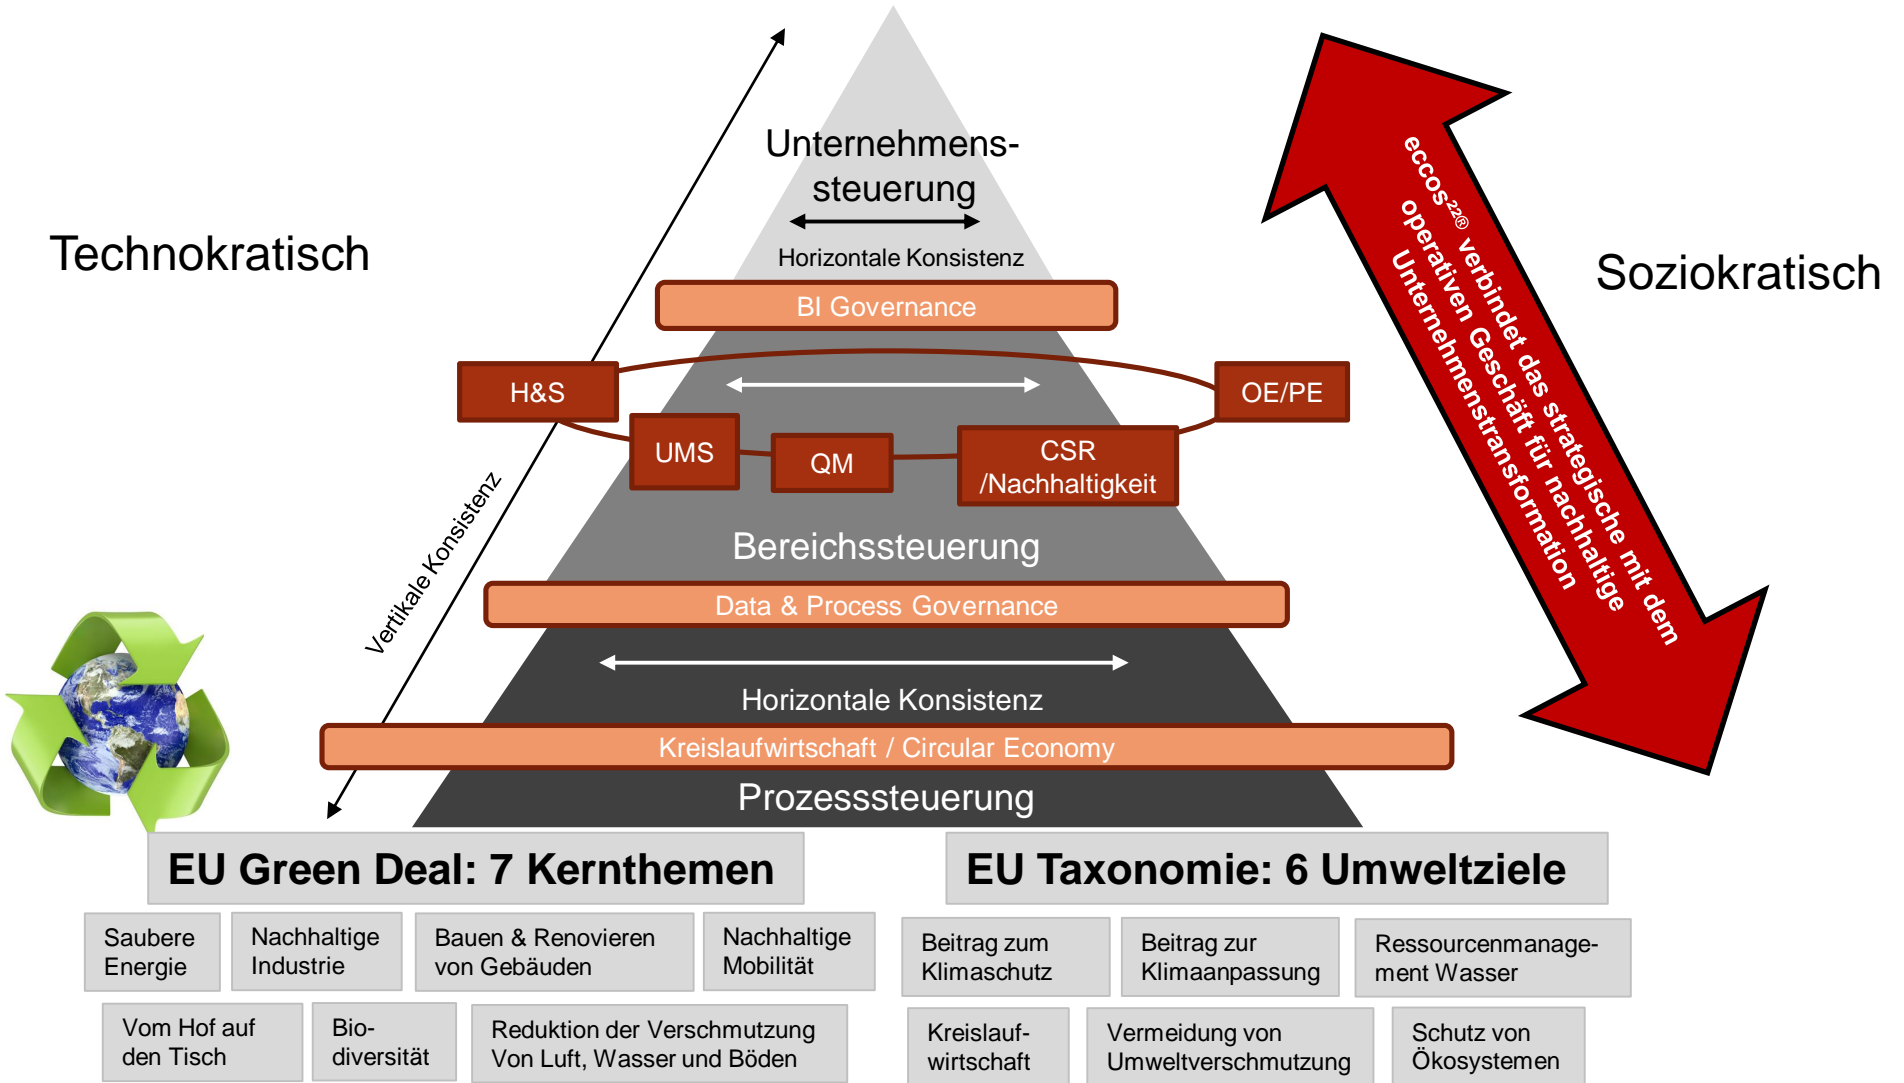 Unternehmens-
steuerung
Horizontale Konsistenz
Technokratisch
Soziokratisch
BI Governance
H&S
OE/PE
UMS
QM
CSR
/Nachhaltigkeit
Bereichssteuerung
Vertikale Konsistenz
eccos²²® verbindet das strategische mit dem
operativen Geschäft für nachhaltige
Unternehmenstransformation
Data & Process Governance
Horizontale Konsistenz
Kreislaufwirtschaft / Circular Economy
Prozesssteuerung
EU Green Deal: 7 Kernthemen
Saubere
Energie
Nachhaltige
Industrie
Bauen & Renovieren
von Gebäuden
Nachhaltige
Mobilität
Vom Hof auf
den Tisch
Bio-
diversität
Reduktion der Verschmutzung
Von Luft, Wasser und Böden
EU Taxonomie: 6 Umweltziele
Beitrag zum
Klimaschutz
Beitrag zur
Klimaanpassung
Ressourcenmanage-
ment Wasser
Kreislauf-
wirtschaft
Vermeidung von
Umweltverschmutzung
Schutz von
Ökosystemen